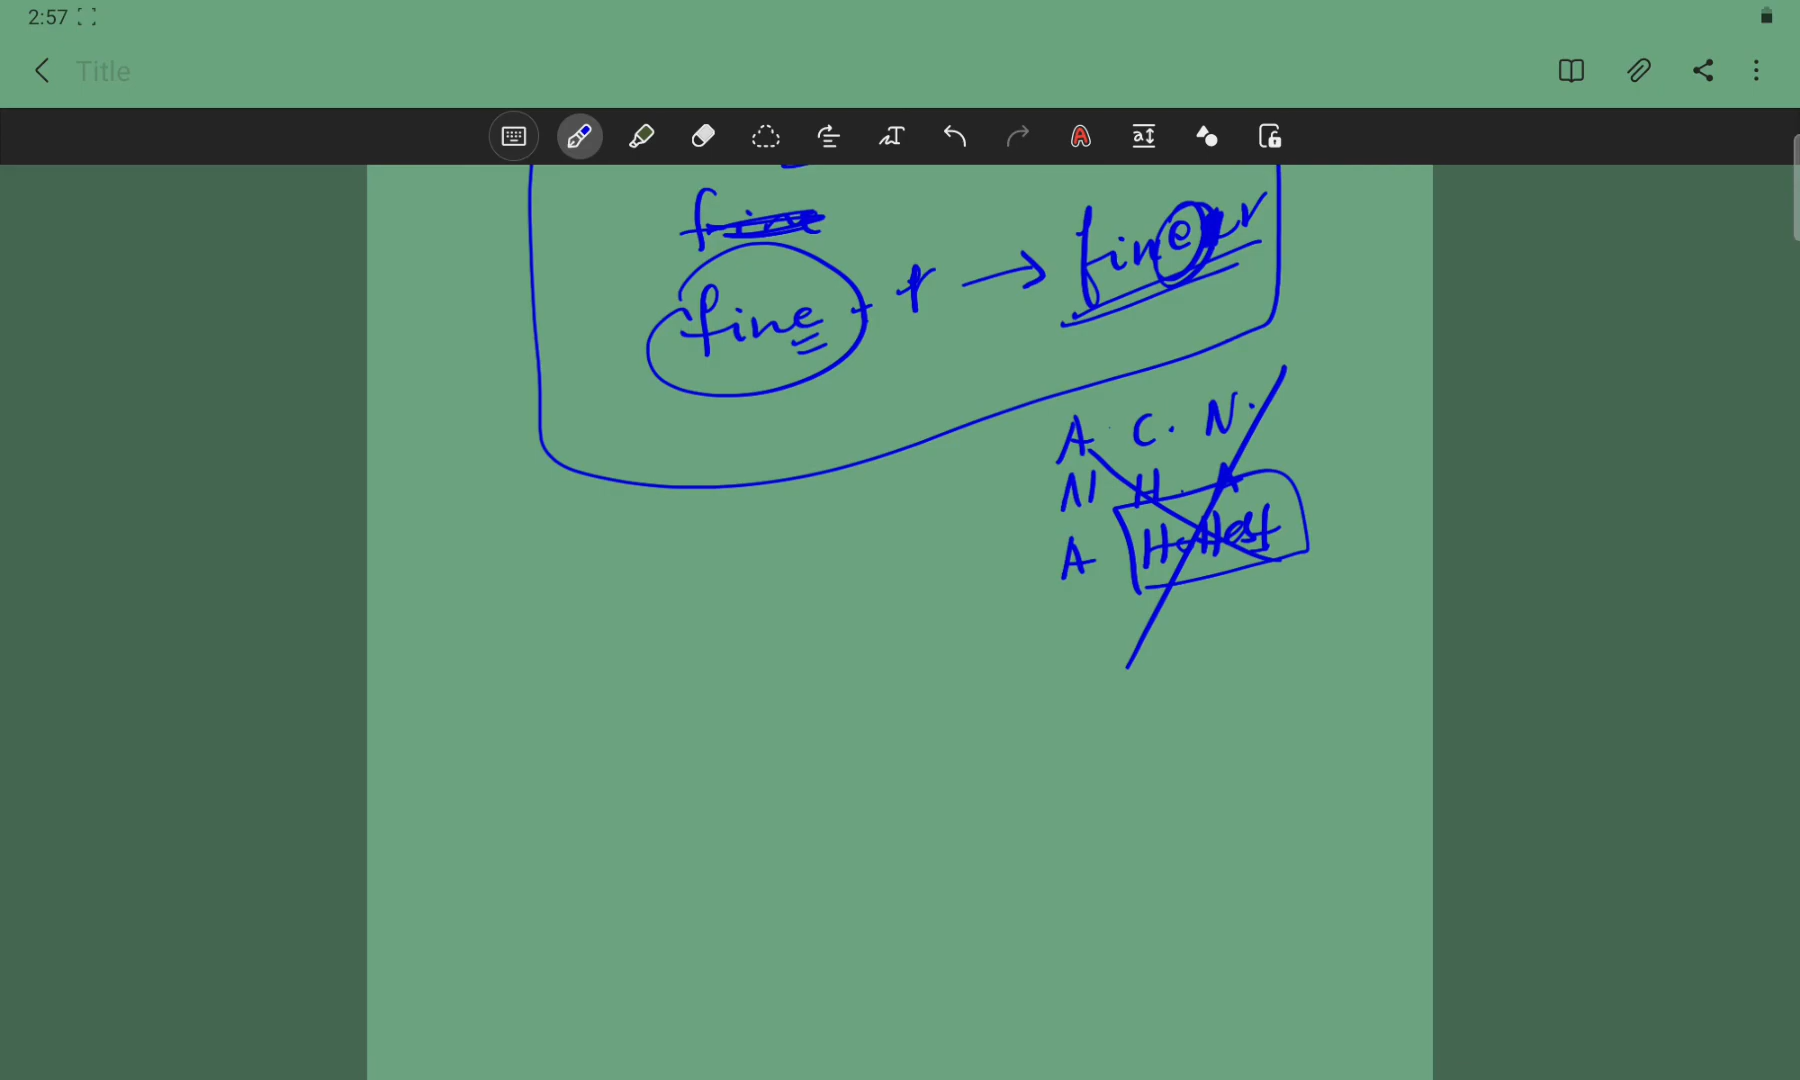 2:57
Title
fine
fine + r → finer
A C. N.
N H A
A Hottest